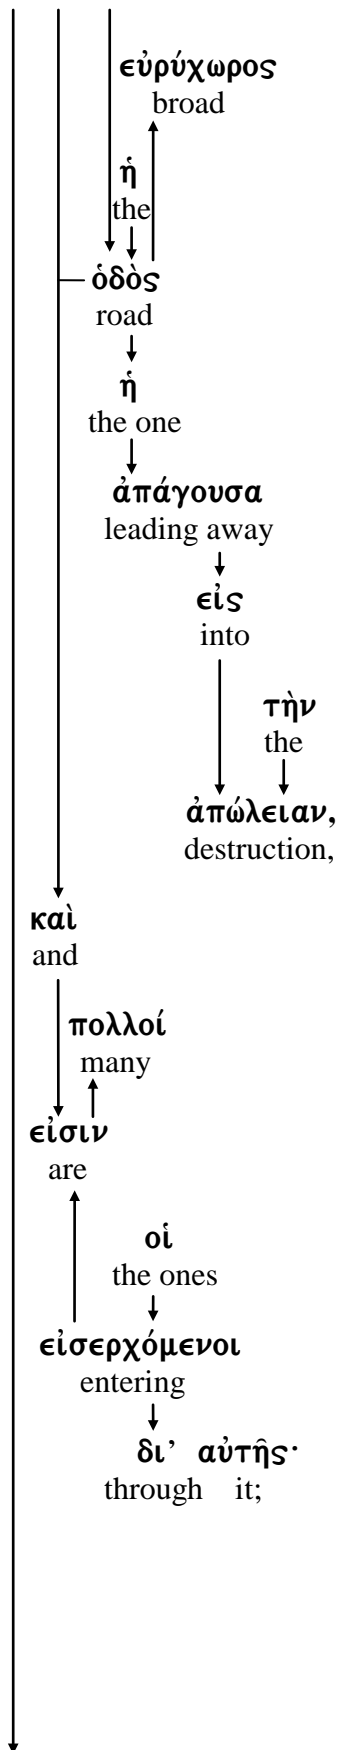 εὐρύχωρος
broad
ἡ
the
ὁδὸς
road
ἡ
the one
ἀπάγουσα
leading away
εἰς
into
τὴν
the
ἀπώλειαν,
destruction,
καὶ
and
πολλοί
many
εἰσιν
are
οἱ
the ones
εἰσερχόμενοι
entering
δι’ αὐτῆς·
through it;